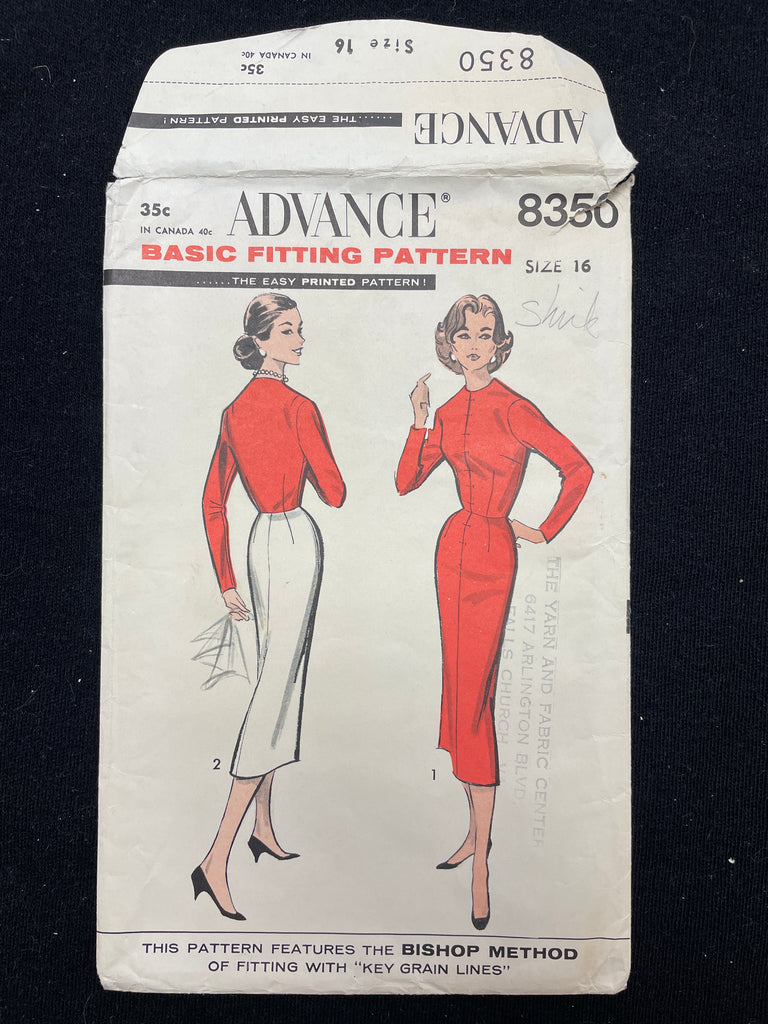 8350
Size 16
35c
IN CANADA 40c
ADVANCE
......THE EASY PRINTED PATTERN!
35c
IN CANADA 40c
ADVANCE®
8350
BASIC FITTING PATTERN
SIZE 16
......THE EASY PRINTED PATTERN!
THE YARN AND FABRIC CENTER
6417 ARLINGTON BLVD.
FALLS CHURCH
2
1
THIS PATTERN FEATURES THE BISHOP METHOD
OF FITTING WITH "KEY GRAIN LINES"